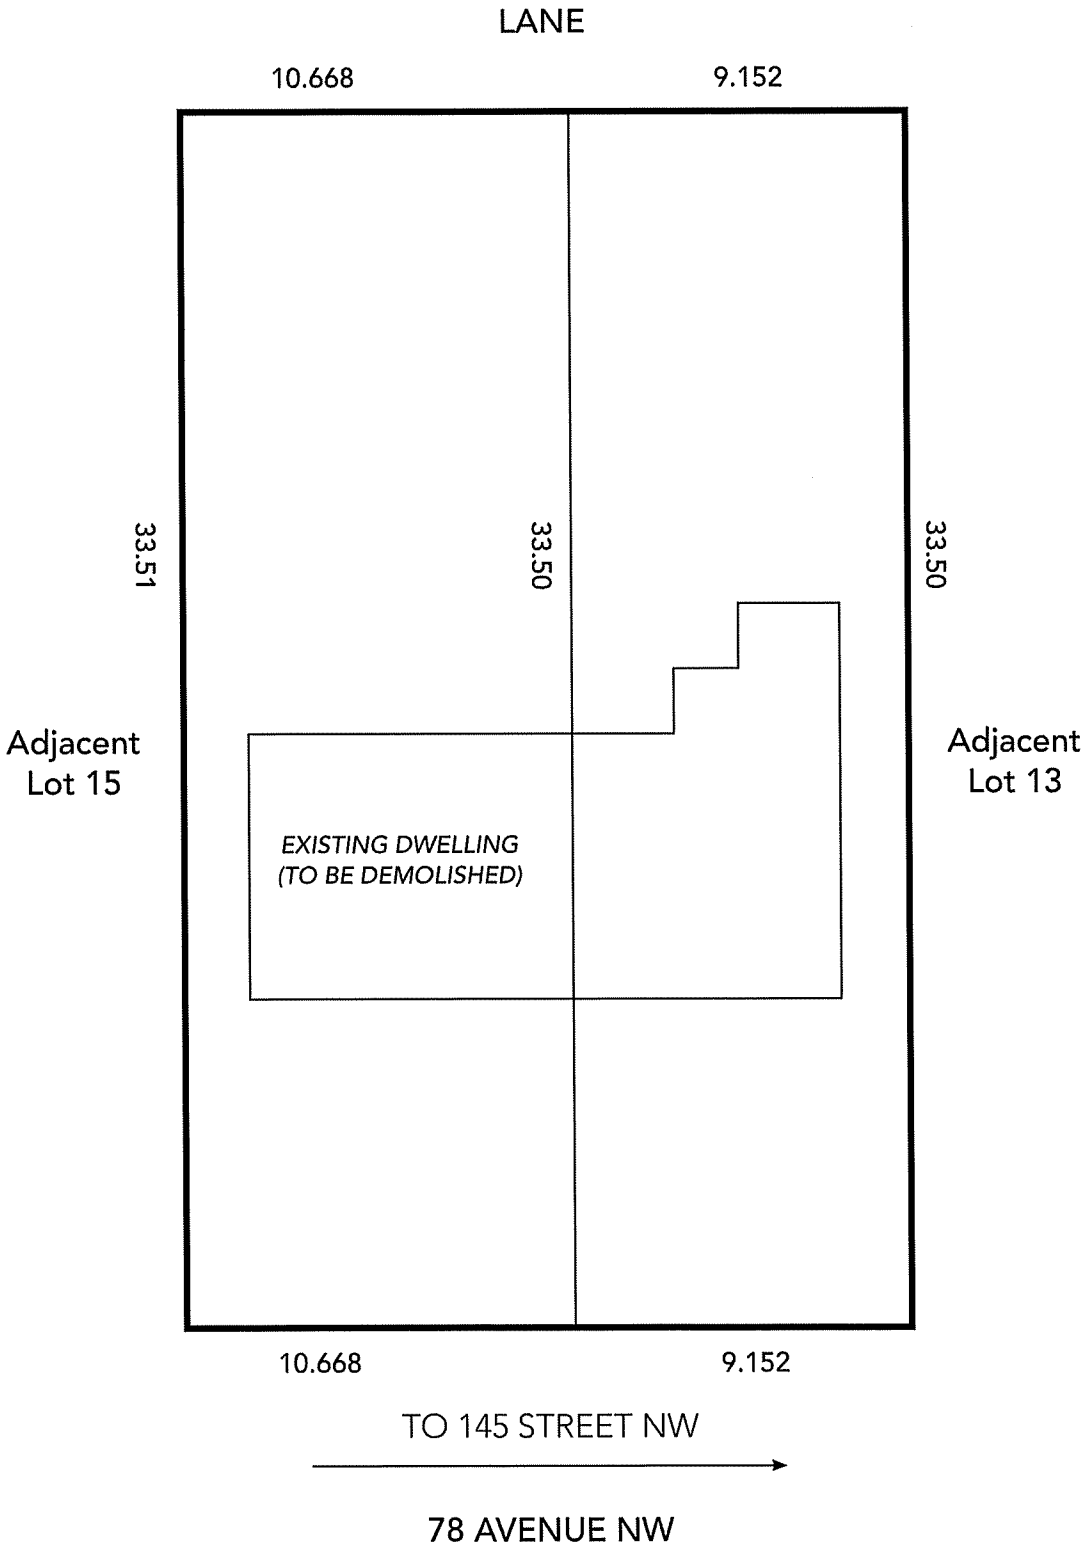 LANE
10.668
9.152
33.51
33.50
33.50
Adjacent
Lot 15
Adjacent
Lot 13
EXISTING DWELLING
(TO BE DEMOLISHED)
10.668
9.152
TO 145 STREET NW
78 AVENUE NW